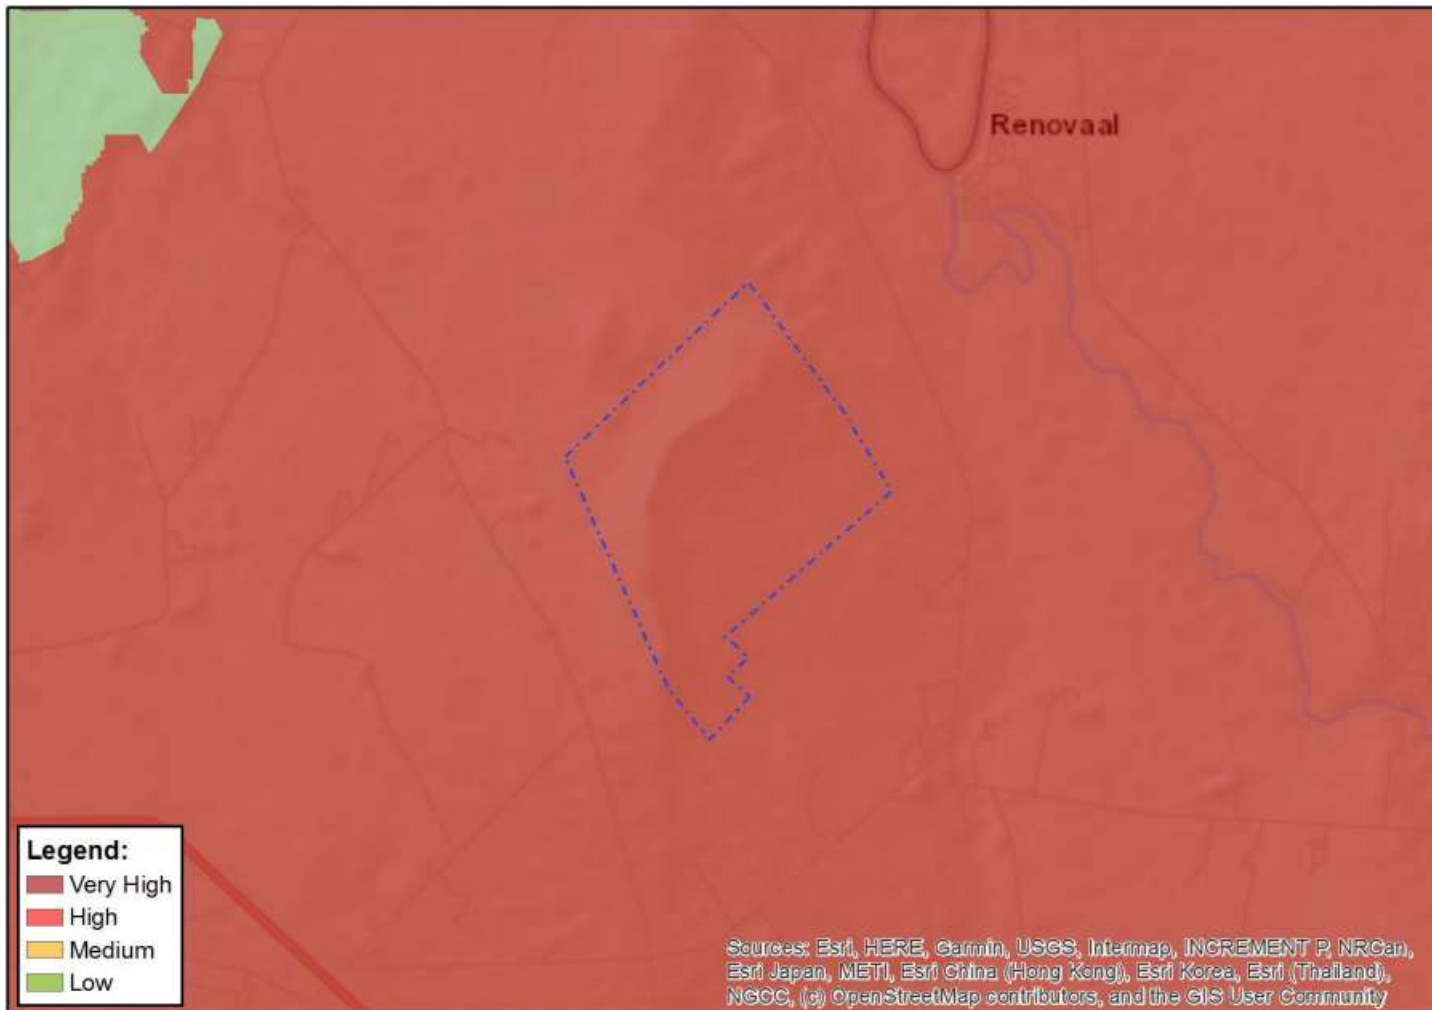 Renovaal
Legend:
Very High
High
Medium
Low
Sources: Esri, HERE, Garmin, USGS, Intermap, INCREMENT P, NRCan,
Esri Japan, METI, Esri China (Hong Kong), Esri Korea, Esri (Thailand),
NGCC, (c) OpenStreetMap contributors, and the GIS User Community